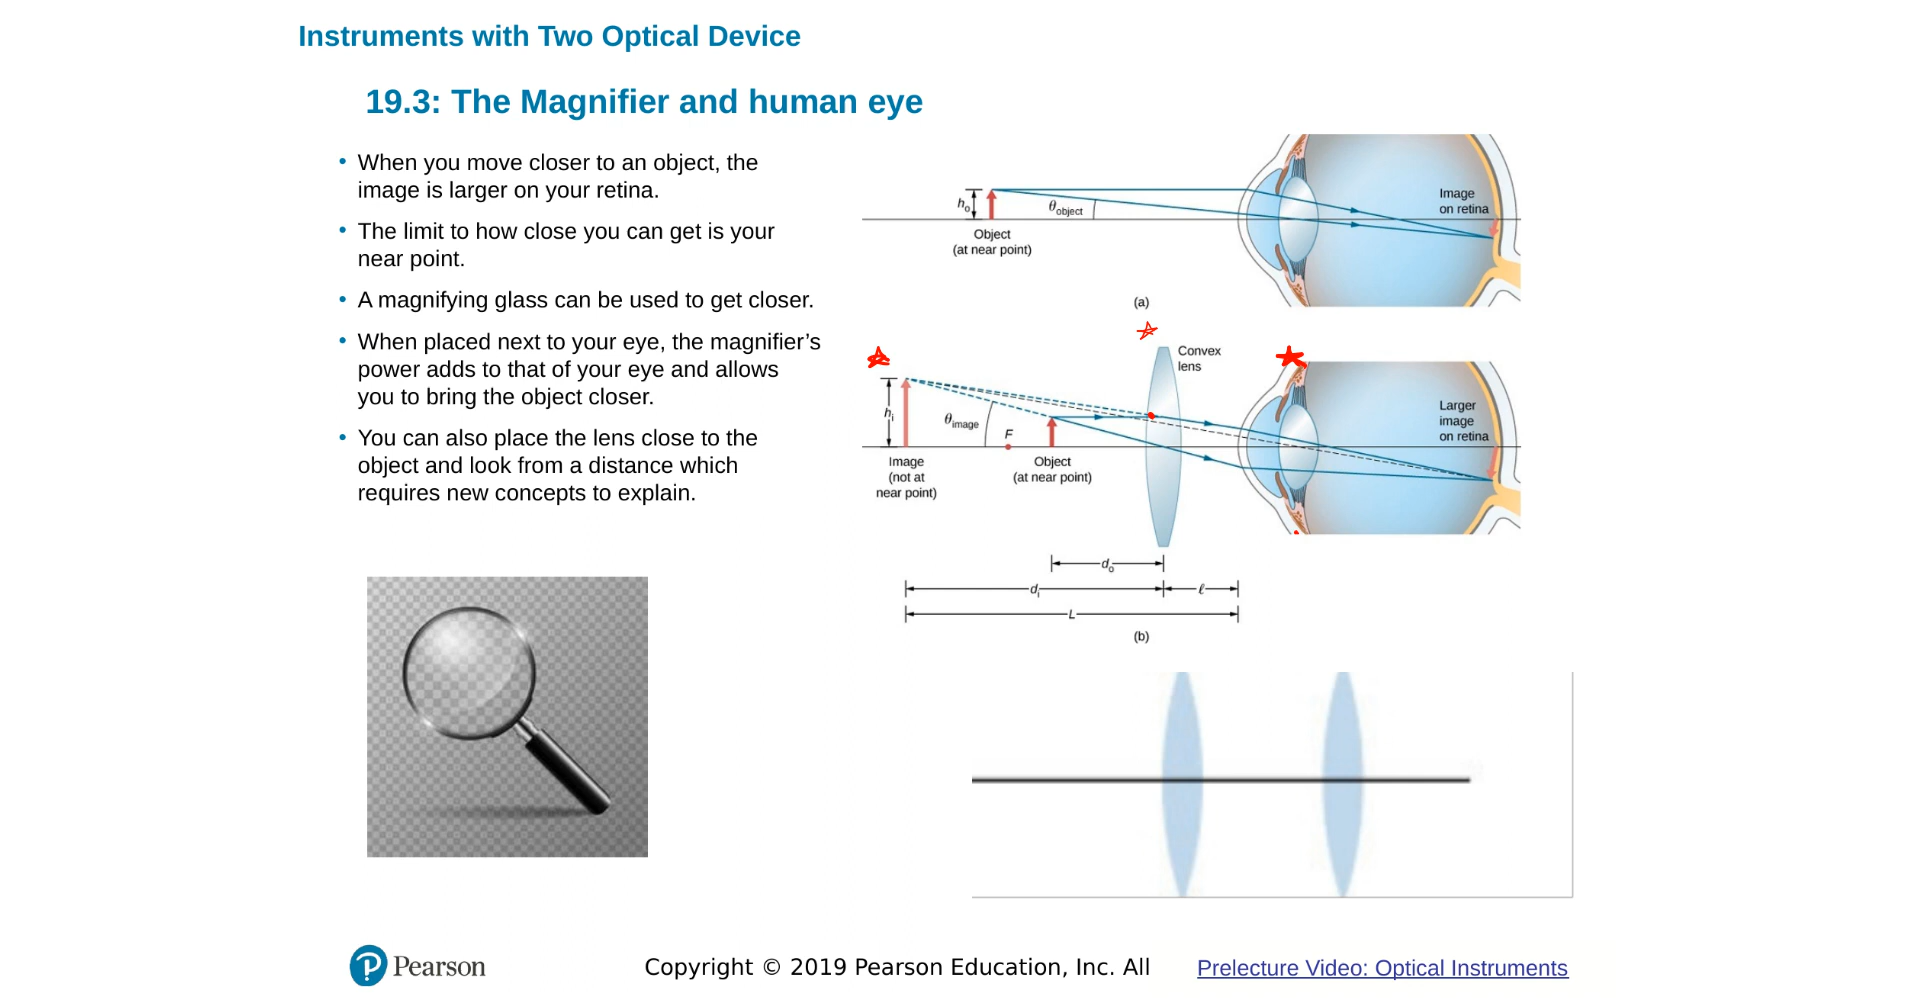 Instruments with Two Optical Device
19.3: The Magnifier and human eye
• When you move closer to an object, the
image is larger on your retina.
• The limit to how close you can get is your
near point.
• A magnifying glass can be used to get closer.
• When placed next to your eye, the magnifier’s
power adds to that of your eye and allows
you to bring the object closer.
• You can also place the lens close to the
object and look from a distance which
requires new concepts to explain.
hₒ
θobject
Object
(at near point)
Image
on retina
(a)
Convex
lens
hᵢ
θimage
F
Image
(not at
near point)
Object
(at near point)
Larger
image
on retina
dₒ
dᵢ
ℓ
L
(b)
P Pearson
Copyright © 2019 Pearson Education, Inc. All
Prelecture Video: Optical Instruments